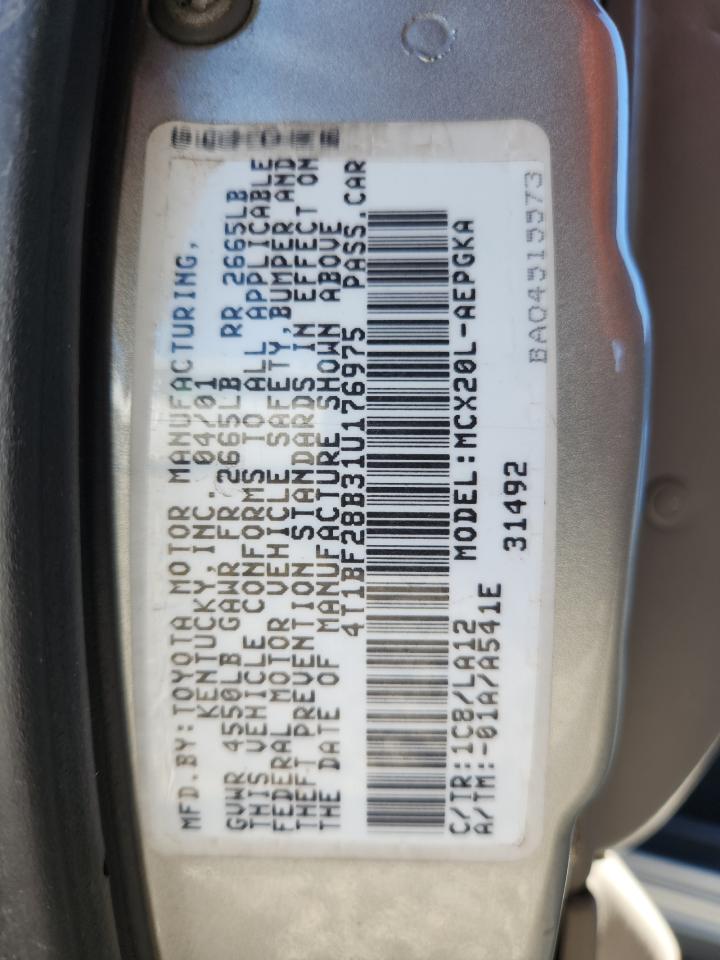 MFD.BY:TOYOTA MOTOR MANUFACTURING,
KENTUCKY,INC. 04/01
GVWR 4550LB GAWR FR 2665LB RR 2665LB
THIS VEHICLE CONFORMS TO ALL APPLICABLE
FEDERAL MOTOR VEHICLE SAFETY,BUMPER AND
THEFT PREVENTION STANDARDS IN EFFECT ON
THE DATE OF MANUFACTURE SHOWN ABOVE
4T1BF28B31U176975 PASS.CAR
C/TR:1C8/LA12 MODEL:MCX20L-AEPGKA
A/TM:-01A/A541E
31492